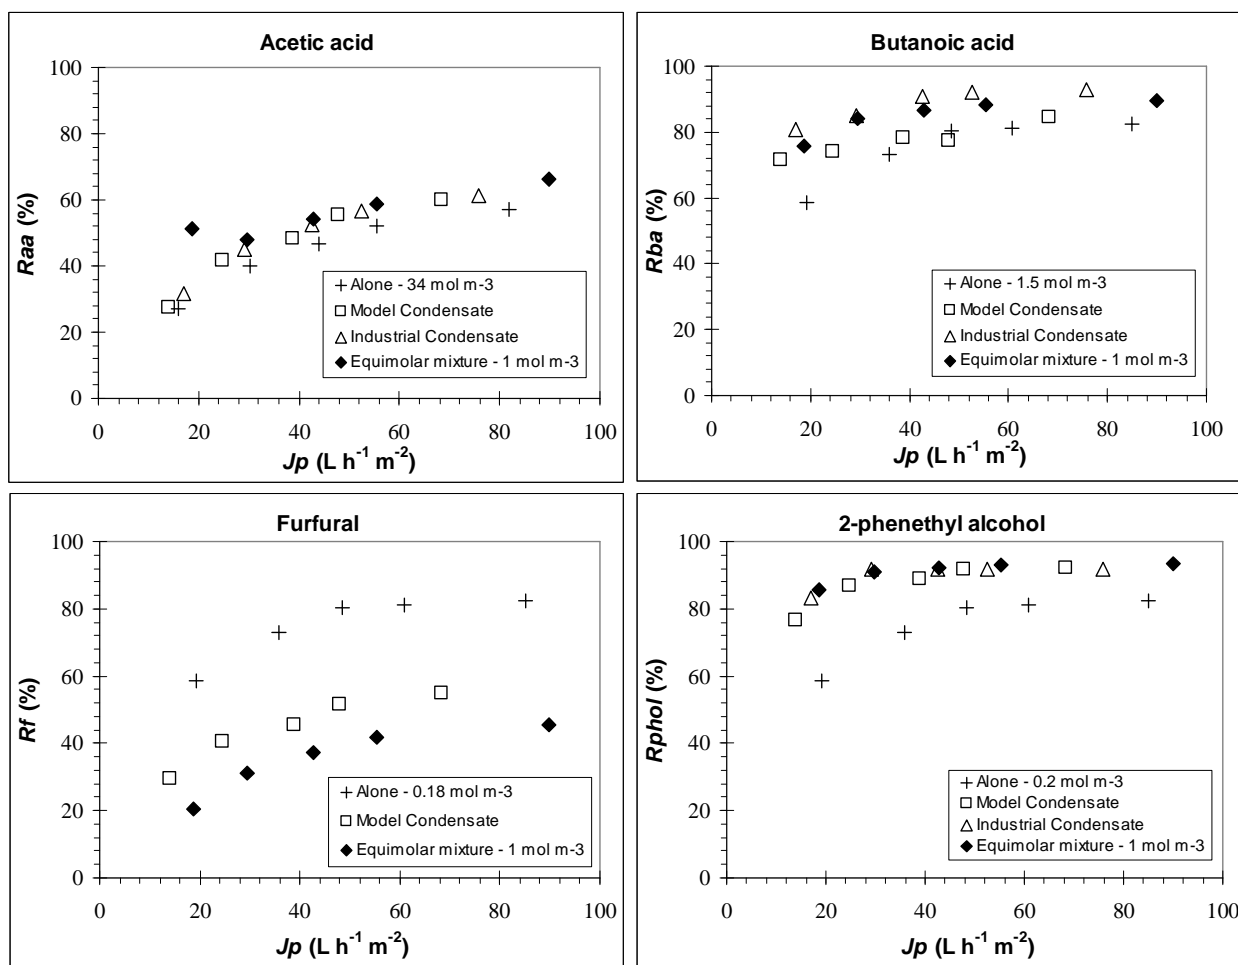 Acetic acid
100
80
60
40
20
0
Raa (%)
0 20 40 60 80 100
Jp (L h-1 m-2)
Alone - 34 mol m-3
Model Condensate
Industrial Condensate
Equimolar mixture - 1 mol m-3
Butanoic acid
100
80
60
40
20
0
Rba (%)
0 20 40 60 80 100
Jp (L h-1 m-2)
Alone - 1.5 mol m-3
Model Condensate
Industrial Condensate
Equimolar mixture - 1 mol m-3
Furfural
100
80
60
40
20
0
Rf (%)
0 20 40 60 80 100
Jp (L h-1 m-2)
Alone - 0.18 mol m-3
Model Condensate
Equimolar mixture - 1 mol m-3
2-phenethyl alcohol
100
80
60
40
20
0
Rphol (%)
0 20 40 60 80 100
Jp (L h-1 m-2)
Alone - 0.2 mol m-3
Model Condensate
Industrial Condensate
Equimolar mixture - 1 mol m-3